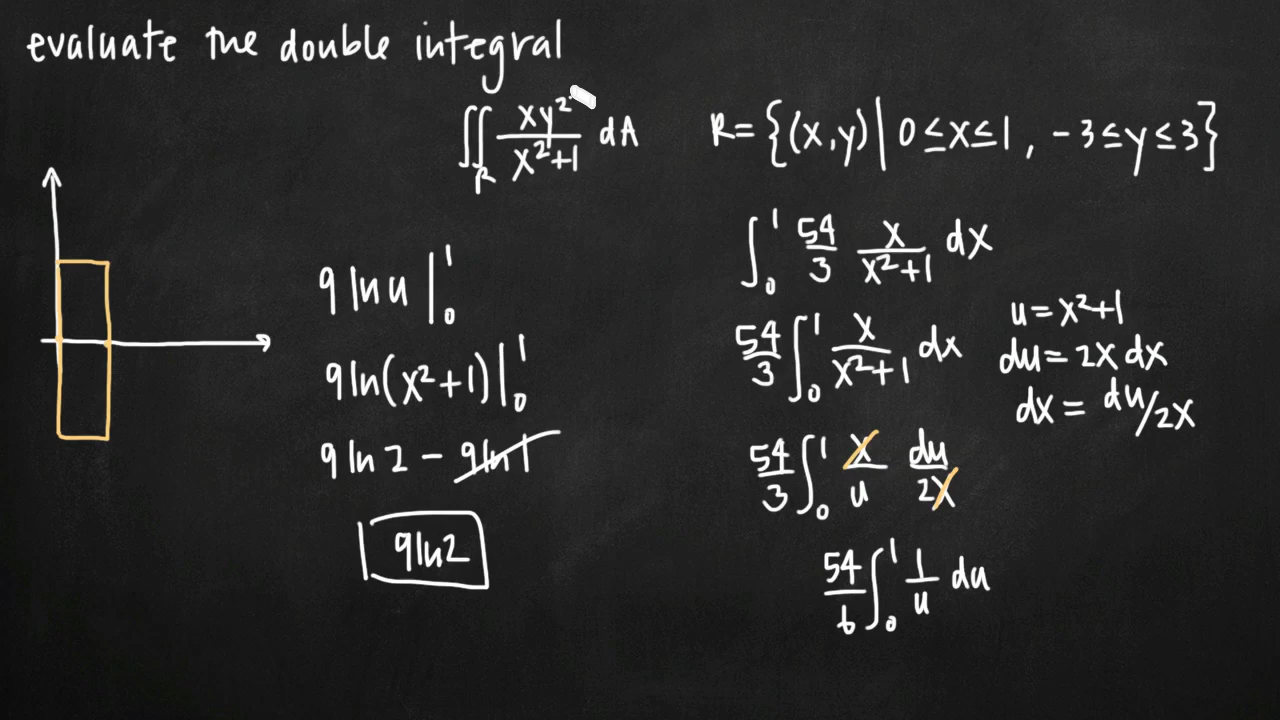 evaluate the double integral
∬_R xy²/(x²+1) dA
R={(x,y)| 0≤x≤1, -3≤y≤3}
∫₀¹ 54/3 x/(x²+1) dx
54/3 ∫₀¹ x/(x²+1) dx
u=x²+1
du=2x dx
dx=du/2x
54/3 ∫₀¹ x/u du/2x
54/6 ∫₀¹ 1/u du
9 ln u |₀¹
9 ln(x²+1) |₀¹
9 ln 2 - 9 ln 1
9 ln 2